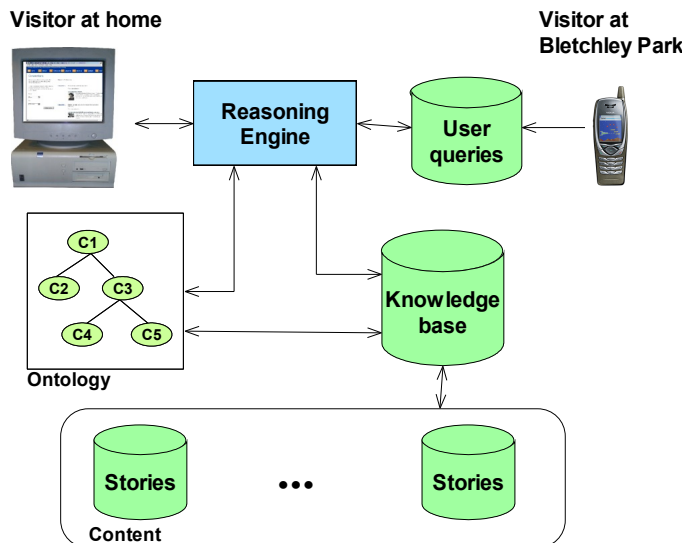 Visitor at home
Visitor at
Bletchley Park
Reasoning
Engine
User
queries
C1
C2
C3
C4
C5
Ontology
Knowledge
base
Stories
...
Stories
Content